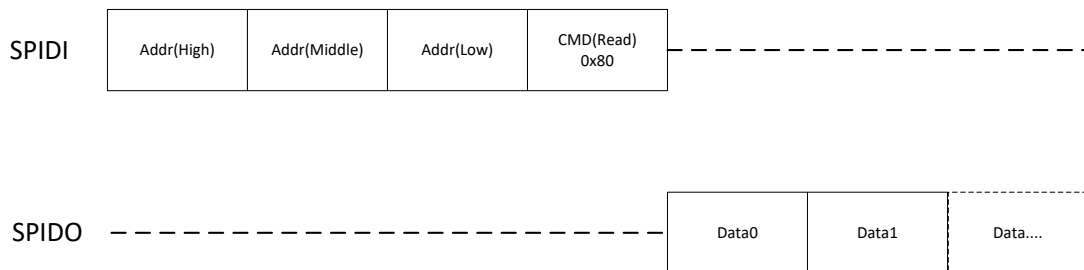 SPIDI
Addr(High)
Addr(Middle)
Addr(Low)
CMD(Read)
0x80
SPIDO
Data0
Data1
Data....